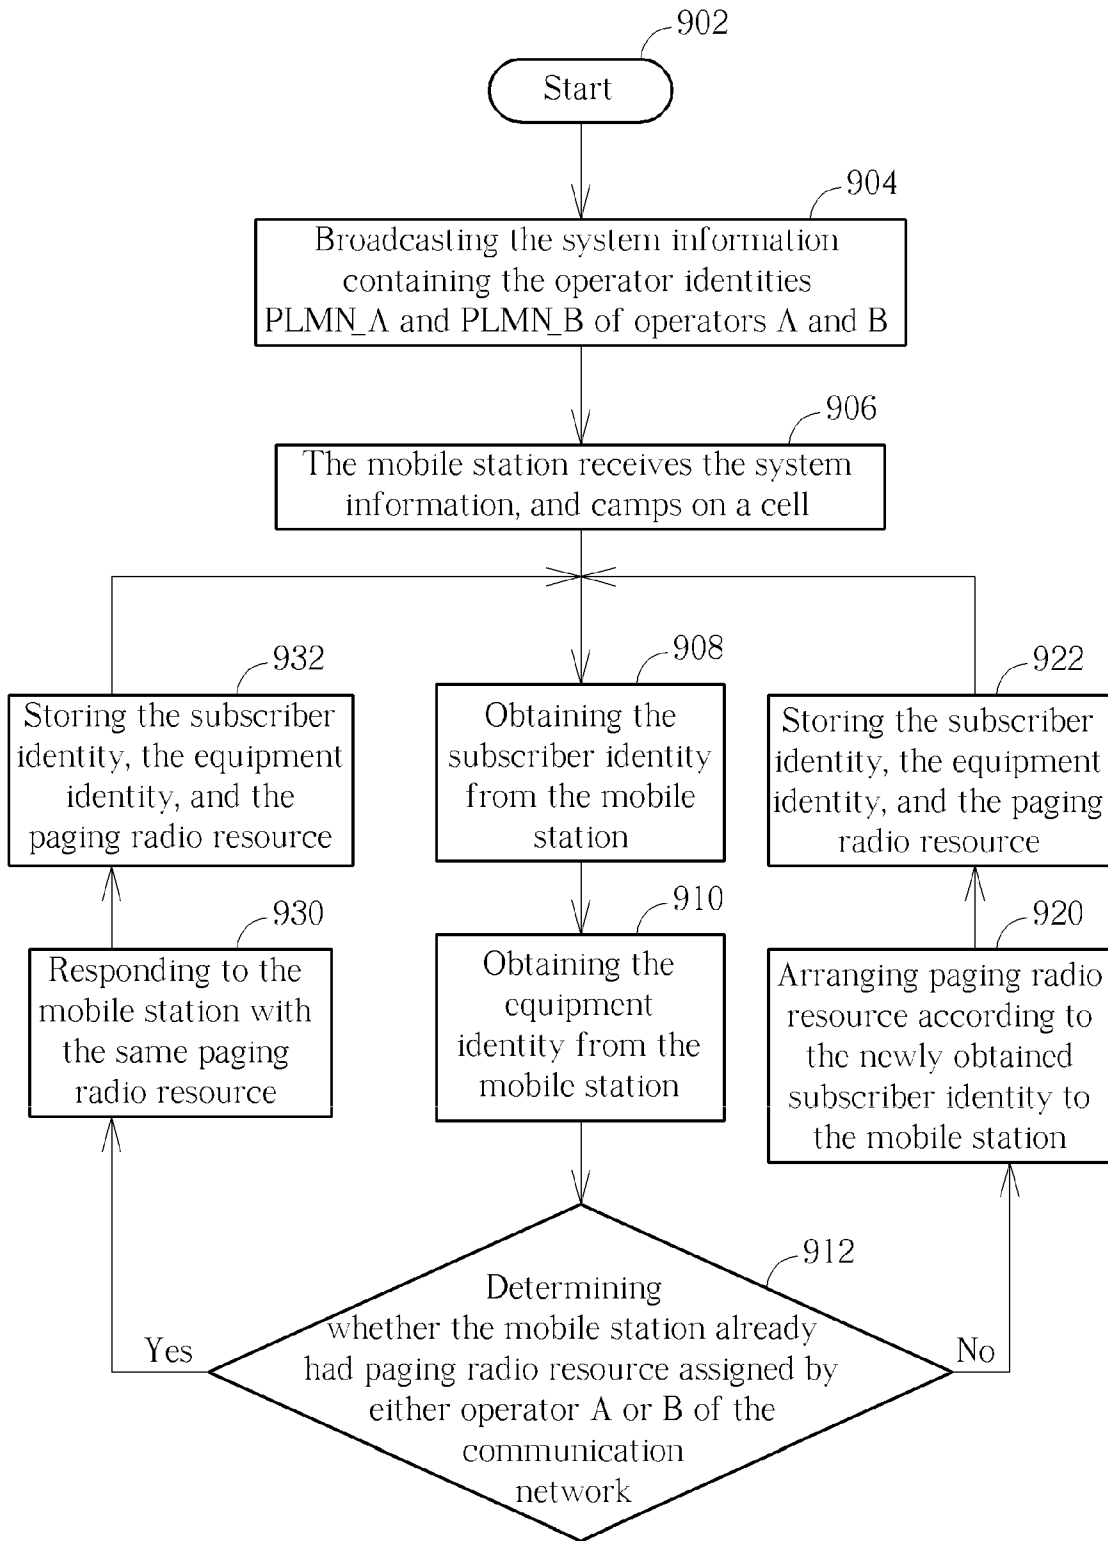 902
Start
904
Broadcasting the system information
containing the operator identities
PLMN_A and PLMN_B of operators A and B
906
The mobile station receives the system
information, and camps on a cell
932
Storing the subscriber
identity, the equipment
identity, and the
paging radio resource
908
Obtaining the
subscriber identity
from the mobile
station
922
Storing the subscriber
identity, the equipment
identity, and the paging
radio resource
930
Responding to the
mobile station with
the same paging
radio resource
910
Obtaining the
equipment
identity from the
mobile station
920
Arranging paging radio
resource according to
the newly obtained
subscriber identity to
the mobile station
912
Determining
whether the mobile station already
had paging radio resource assigned by
either operator A or B of the
communication
network
Yes
No